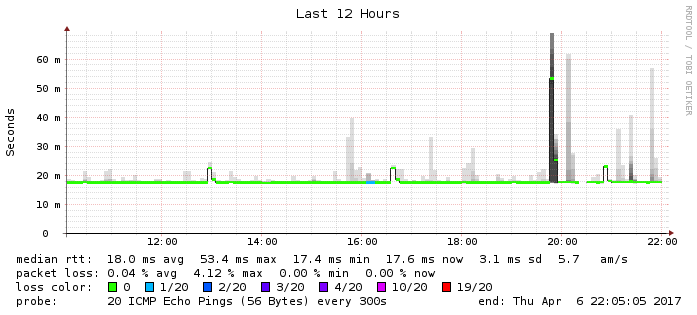 Last 12 Hours
RRDTOOL / TOBI OETIKER
Seconds
60 m
50 m
40 m
30 m
20 m
10 m
0
12:00 14:00 16:00 18:00 20:00 22:00
median rtt: 18.0 ms avg 53.4 ms max 17.4 ms min 17.6 ms now 3.1 ms sd 5.7 am/s
packet loss: 0.04 % avg 4.12 % max 0.00 % min 0.00 % now
loss color: 0 1/20 2/20 3/20 4/20 10/20 19/20
probe: 20 ICMP Echo Pings (56 Bytes) every 300s end: Thu Apr 6 22:05:05 2017